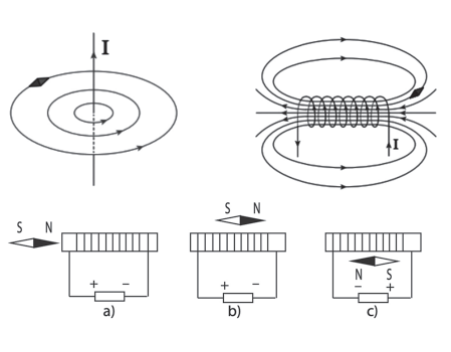 I
I
S N
S N
N S
+ −
+ −
− +
a) b) c)